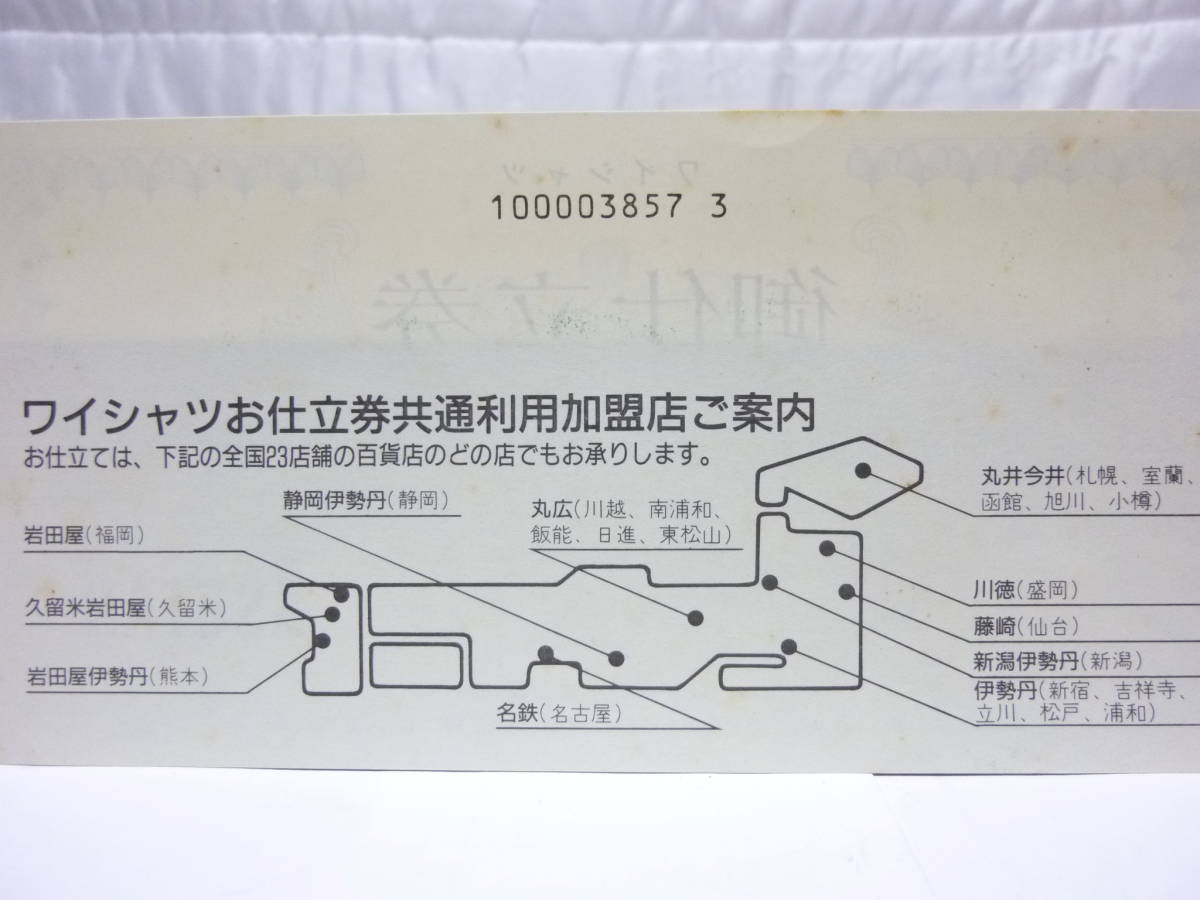 ワイシャツ
100003857 3
御仕立券
ワイシャツお仕立券共通利用加盟店ご案内
お仕立ては、下記の全国23店舗の百貨店のどの店でもお承りします。
静岡伊勢丹(静岡)
岩田屋(福岡)
久留米岩田屋(久留米)
岩田屋伊勢丹(熊本)
名鉄(名古屋)
丸広(川越、南浦和、
飯能、日進、東松山)
丸井今井(札幌、室蘭、
函館、旭川、小樽)
川徳(盛岡)
藤崎(仙台)
新潟伊勢丹(新潟)
伊勢丹(新宿、吉祥寺、
立川、松戸、浦和)